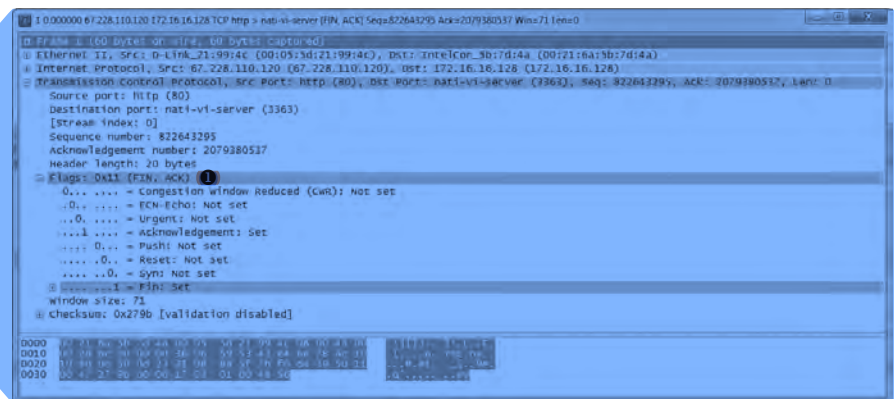 1 0.000000 67.228.110.120 172.16.16.128 TCP http > nati-vi-server [FIN, ACK] Seq=822643295 Ack=2079380537 Win=71 Len=0
Frame 1 (60 bytes on wire, 60 bytes captured)
Ethernet II, Src: D-Link_21:99:4c (00:05:5d:21:99:4c), Dst: IntelCor_5b:7d:4a (00:21:6a:5b:7d:4a)
Internet Protocol, Src: 67.228.110.120 (67.228.110.120), Dst: 172.16.16.128 (172.16.16.128)
Transmission Control Protocol, Src Port: http (80), Dst Port: nati-vi-server (3363), Seq: 822643295, Ack: 2079380537, Len: 0
Source port: http (80)
Destination port: nati-vi-server (3363)
[Stream index: 0]
Sequence number: 822643295
Acknowledgement number: 2079380537
Header length: 20 bytes
Flags: 0x11 (FIN, ACK) 1
0... .... = Congestion Window Reduced (CWR): Not set
.0.. .... = ECN-Echo: Not set
..0. .... = Urgent: Not set
...1 .... = Acknowledgement: Set
.... 0... = Push: Not set
.... .0.. = Reset: Not set
.... ..0. = Syn: Not set
.... ...1 = Fin: Set
Window size: 71
Checksum: 0x279b [validation disabled]
0000
0010
0020
0030